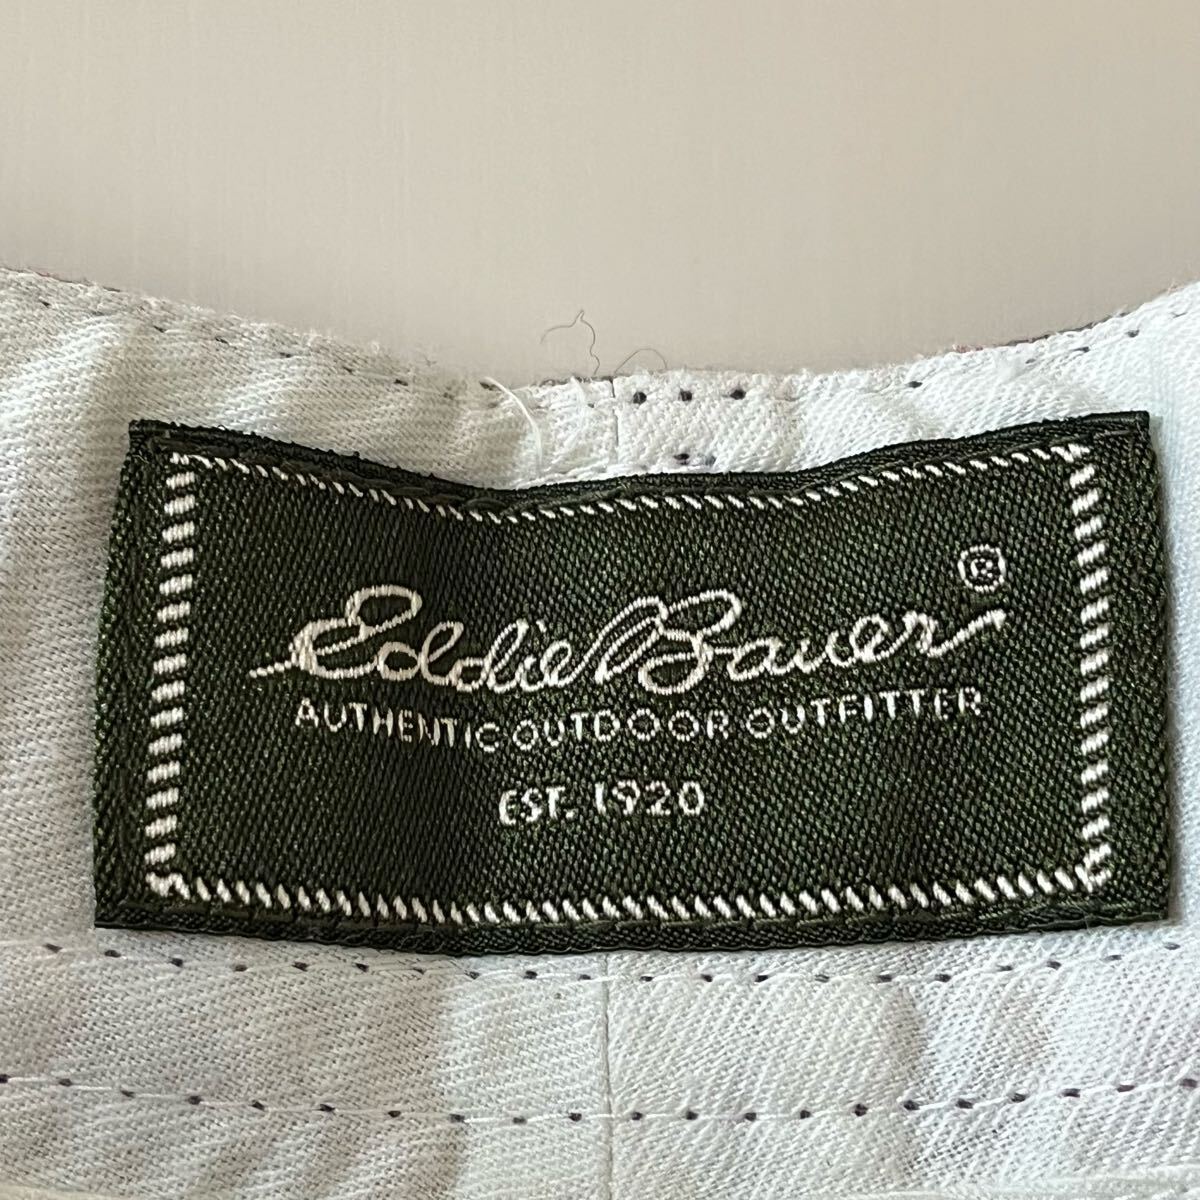 Eddie Bauer®
AUTHENTIC OUTDOOR OUTFITTER
EST. 1920